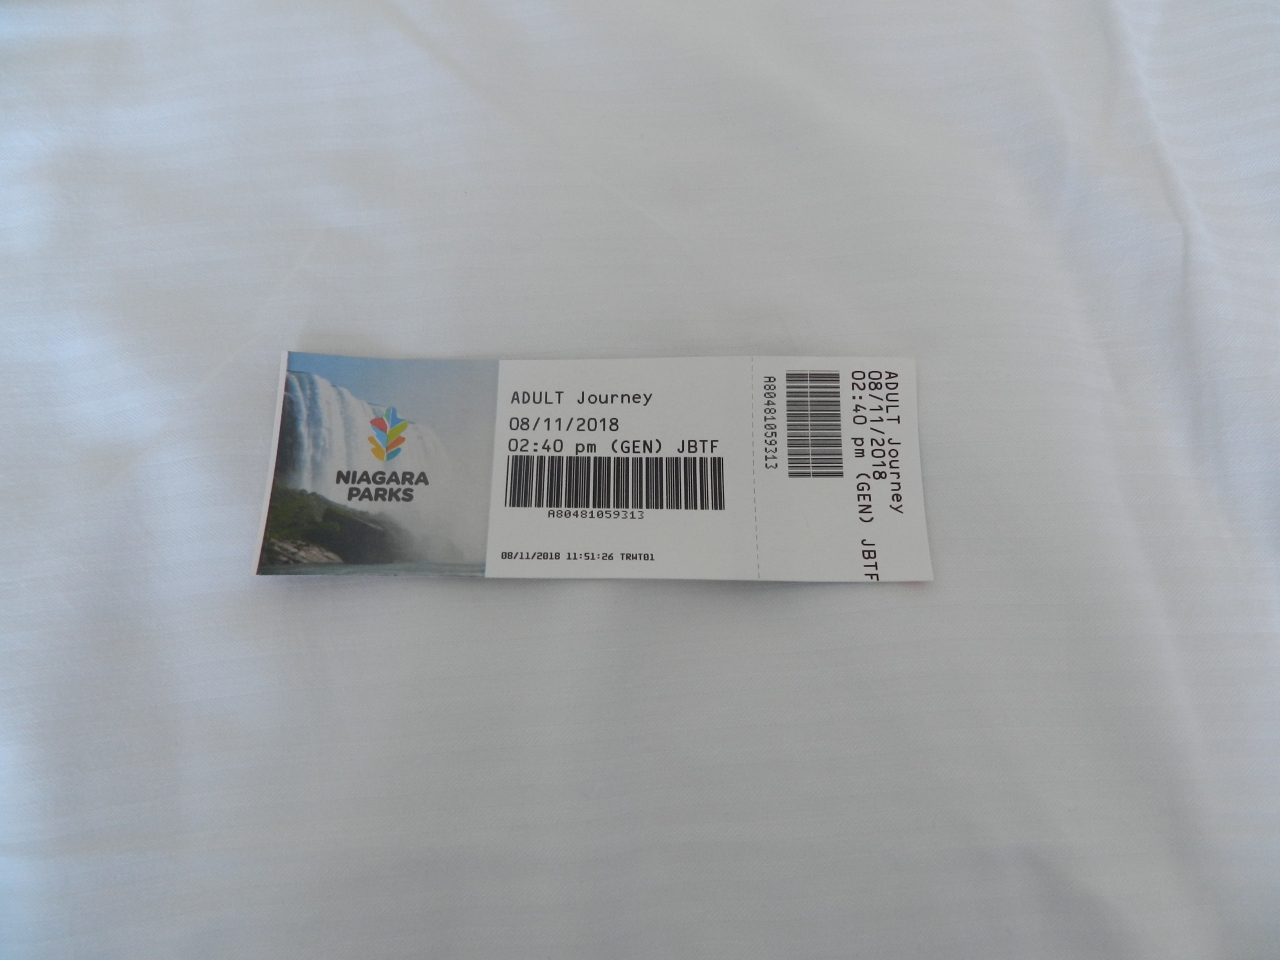 NIAGARA
PARKS
ADULT Journey
08/11/2018
02:40 pm (GEN) JBTF
A80481059313
08/11/2018 11:51:26 TRWT01
A80481059313
ADULT Journey
08/11/2018
02:40 pm (GEN) JBTF